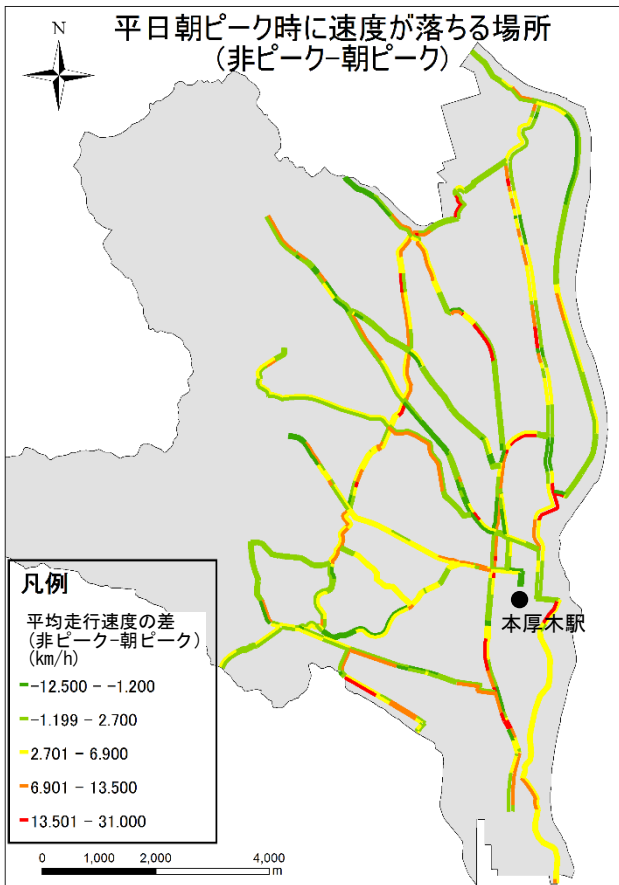 平日朝ピーク時に速度が落ちる場所
(非ピーク-朝ピーク)
N
本厚木駅
凡例
平均走行速度の差
(非ピーク-朝ピーク)
(km/h)
-12.500 - -1.200
-1.199 - 2.700
2.701 - 6.900
6.901 - 13.500
13.501 - 31.000
0 1,000 2,000 4,000
m